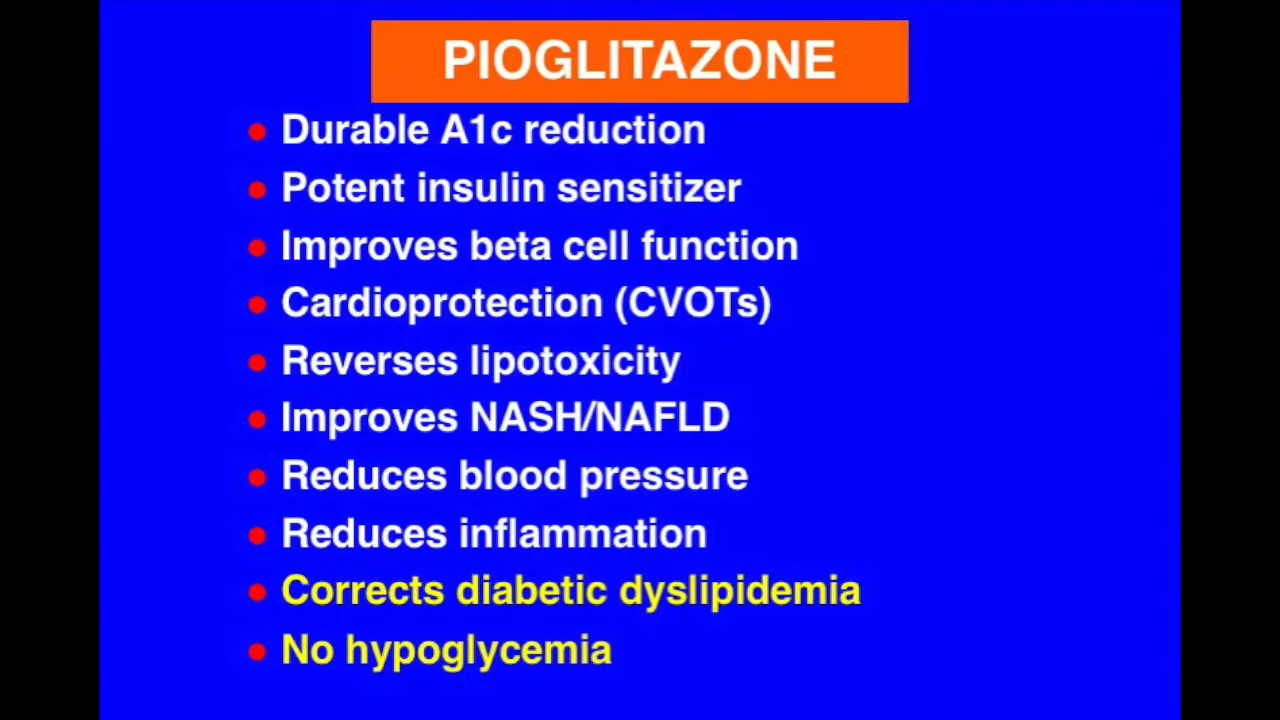 PIOGLITAZONE
• Durable A1c reduction
• Potent insulin sensitizer
• Improves beta cell function
• Cardioprotection (CVOTs)
• Reverses lipotoxicity
• Improves NASH/NAFLD
• Reduces blood pressure
• Reduces inflammation
• Corrects diabetic dyslipidemia
• No hypoglycemia